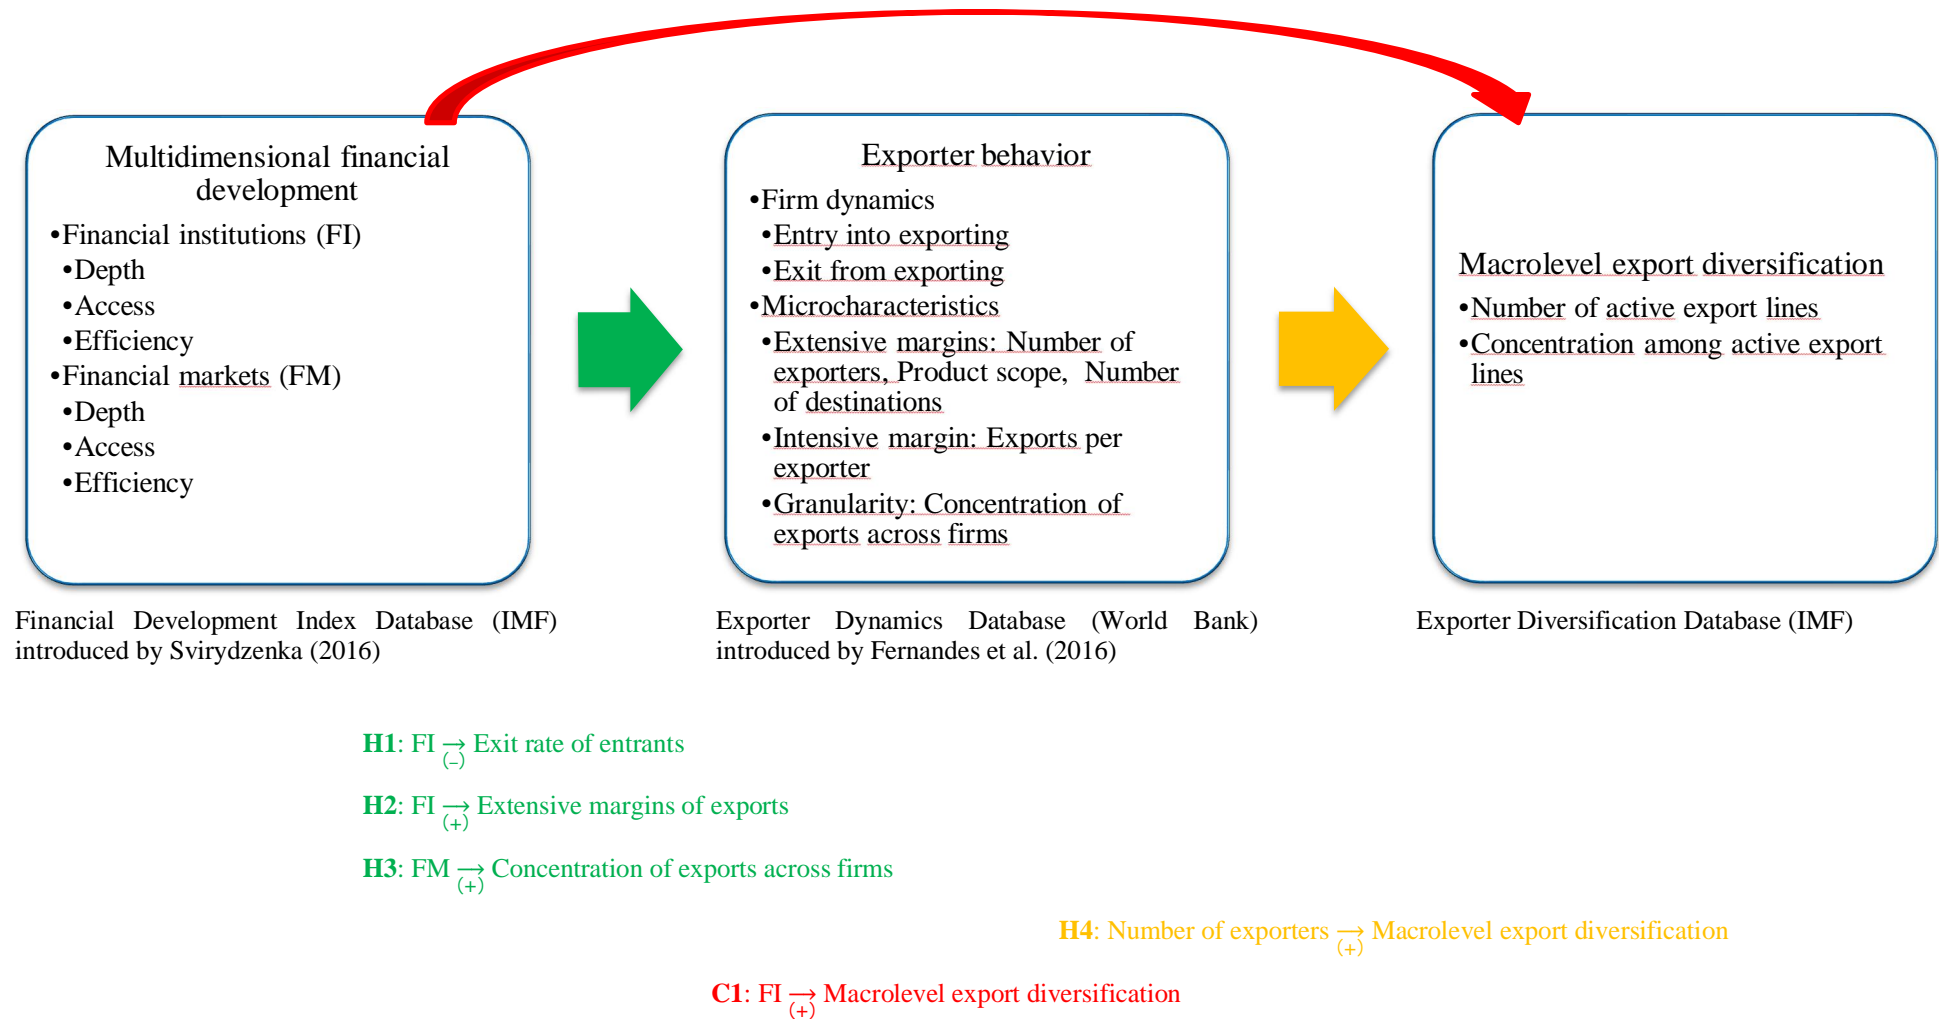 Multidimensional financial
development
•Financial institutions (FI)
•Depth
•Access
•Efficiency
•Financial markets (FM)
•Depth
•Access
•Efficiency
Exporter behavior
•Firm dynamics
•Entry into exporting
•Exit from exporting
•Microcharacteristics
•Extensive margins: Number of
exporters, Product scope, Number
of destinations
•Intensive margin: Exports per
exporter
•Granularity: Concentration of
exports across firms
Macrolevel export diversification
•Number of active export lines
•Concentration among active export
lines
Financial Development Index Database (IMF)
introduced by Svirydzenka (2016)
Exporter Dynamics Database (World Bank)
introduced by Fernandes et al. (2016)
Exporter Diversification Database (IMF)
H1: FI →(−) Exit rate of entrants
H2: FI →(+) Extensive margins of exports
H3: FM →(+) Concentration of exports across firms
H4: Number of exporters →(+) Macrolevel export diversification
C1: FI →(+) Macrolevel export diversification